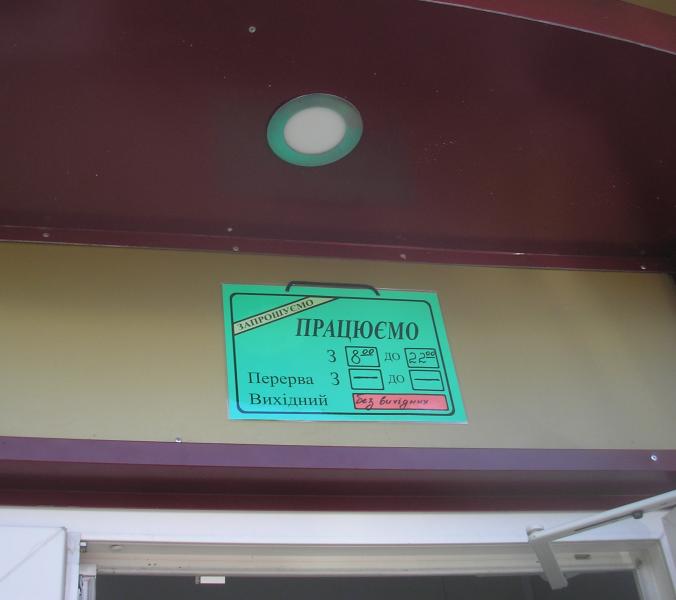 ЗАПРОШУЄМО
ПРАЦЮЄМО
З 8⁰⁰ ДО 22⁰⁰
Перерва З — ДО —
Вихідний без вихідних